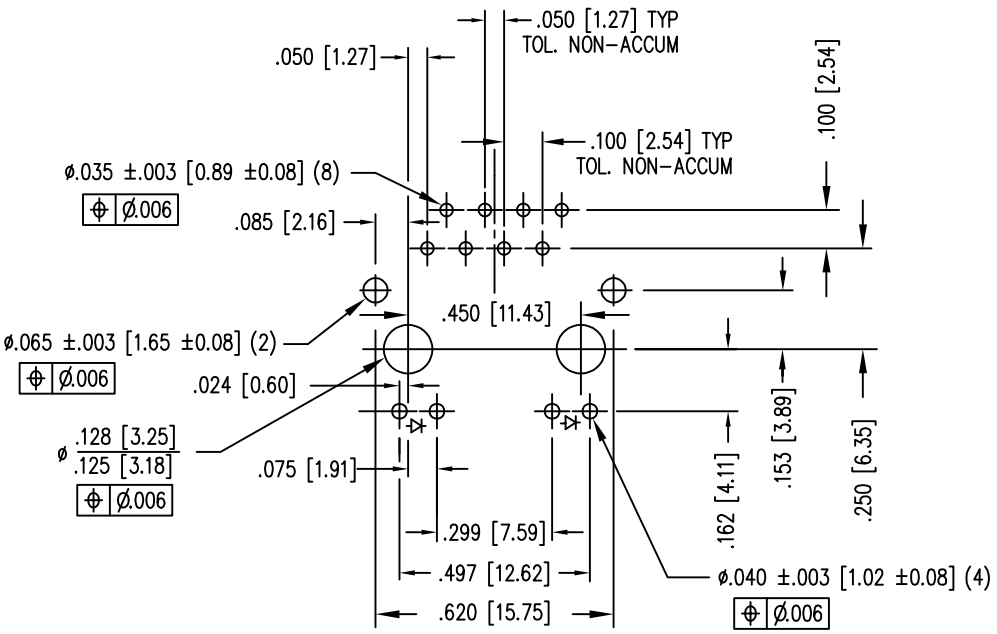 .050 [1.27] TYP
TOL. NON-ACCUM
.050 [1.27]
.100 [2.54]
.100 [2.54] TYP
TOL. NON-ACCUM
ø.035 ±.003 [0.89 ±0.08] (8)
⌖ Ø.006
.085 [2.16]
.450 [11.43]
ø.065 ±.003 [1.65 ±0.08] (2)
⌖ Ø.006
.024 [0.60]
ø .128 [3.25]
.125 [3.18]
⌖ Ø.006
.075 [1.91]
.162 [4.11]
.153 [3.89]
.250 [6.35]
.299 [7.59]
.497 [12.62]
.620 [15.75]
ø.040 ±.003 [1.02 ±0.08] (4)
⌖ Ø.006